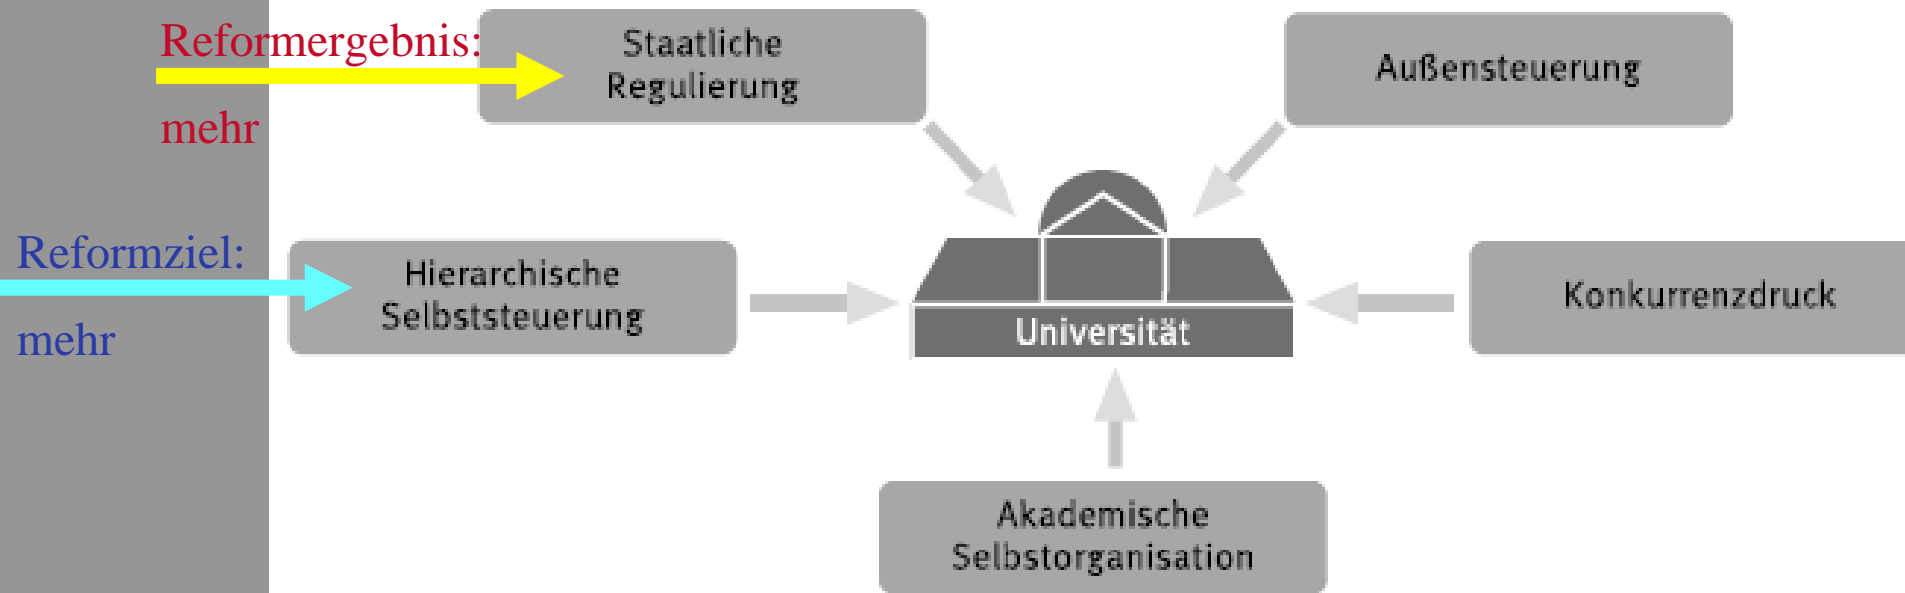 Reformergebnis:
mehr
Staatliche
Regulierung
Außensteuerung
Reformziel:
mehr
Hierarchische
Selbststeuerung
Universität
Konkurrenzdruck
Akademische
Selbstorganisation